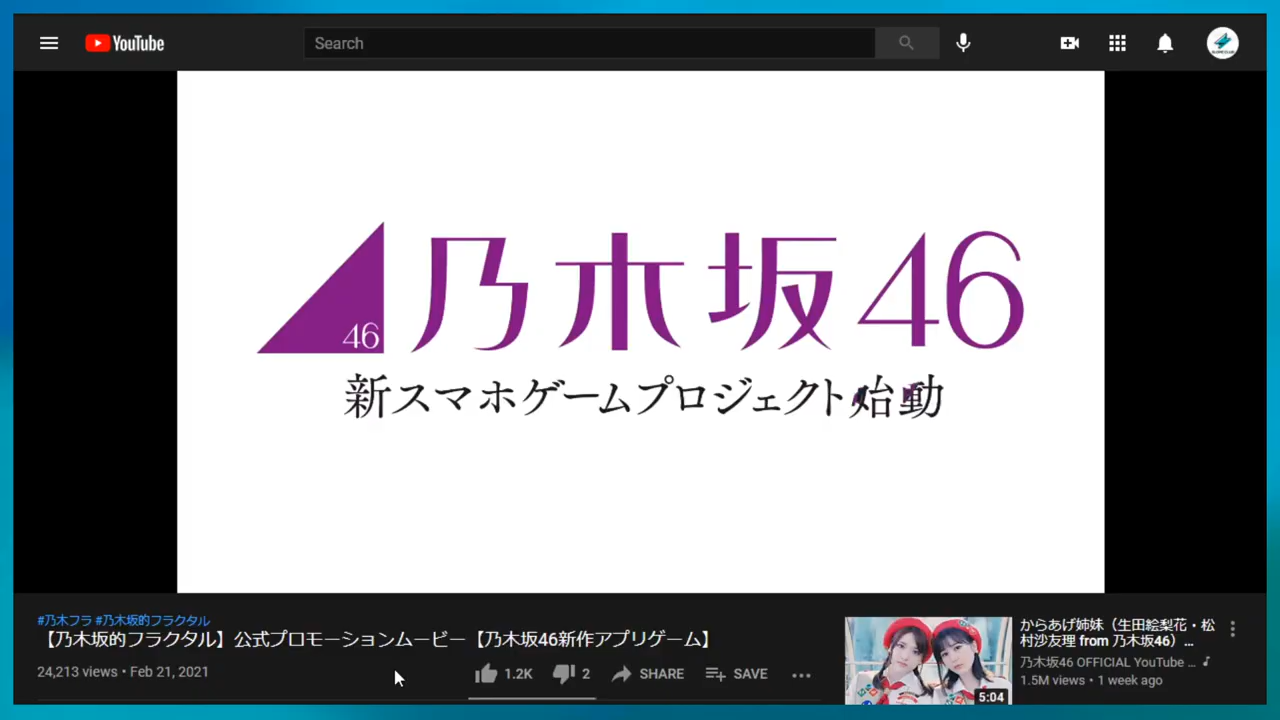 YouTube
Search
46
乃木坂46
新スマホゲームプロジェクト始動
#乃木フラ #乃木坂的フラクタル
【乃木坂的フラクタル】公式プロモーションムービー【乃木坂46新作アプリゲーム】
24,213 views • Feb 21, 2021
1.2K
2
SHARE
SAVE
5:04
からあげ姉妹（生田絵梨花・松
村沙友理 from 乃木坂46）...
乃木坂46 OFFICIAL YouTube ...
1.5M views • 1 week ago